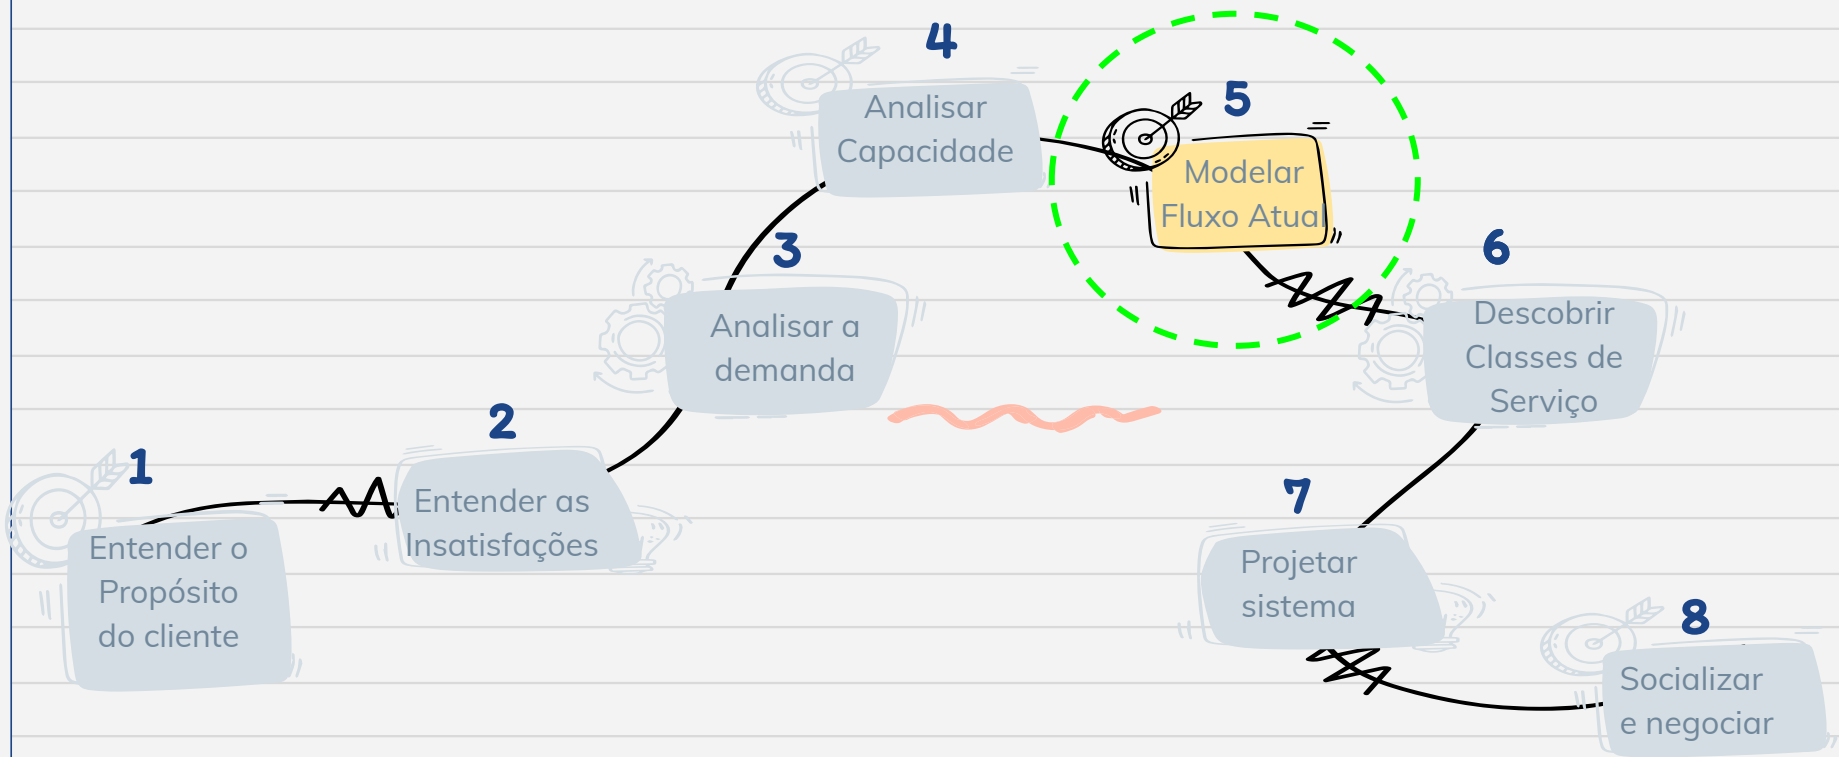 1
Entender o
Propósito
do cliente
2
Entender as
Insatisfações
3
Analisar a
demanda
4
Analisar
Capacidade
5
Modelar
Fluxo Atual
6
Descobrir
Classes de
Serviço
7
Projetar
sistema
8
Socializar
e negociar